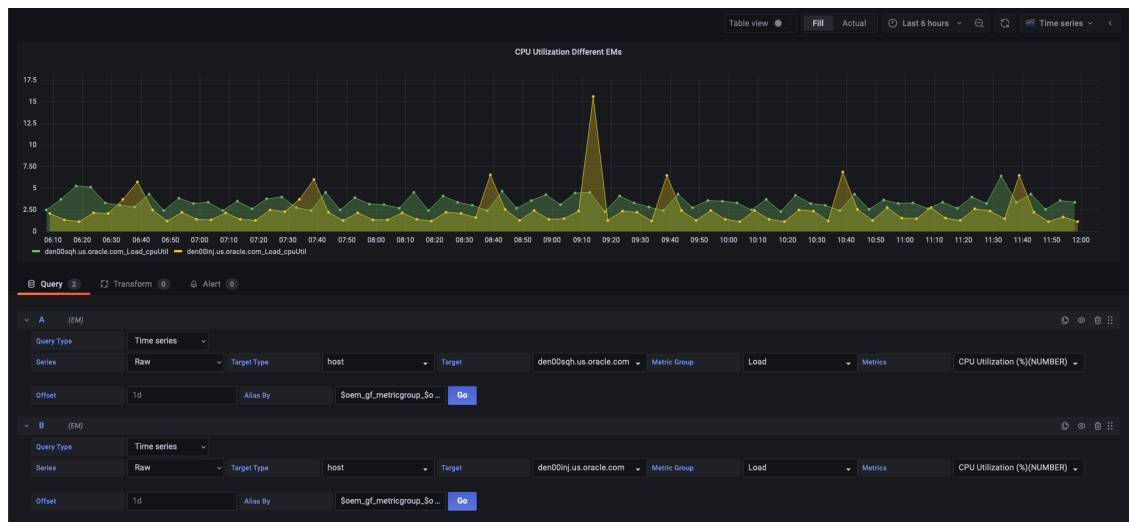 Table view Fill Actual Last 6 hours Time series
CPU Utilization Different EMs
17.5
15
12.5
10
7.50
5
2.50
0
06:10 06:20 06:30 06:40 06:50 07:00 07:10 07:20 07:30 07:40 07:50 08:00 08:10 08:20 08:30 08:40 08:50 09:00 09:10 09:20 09:30 09:40 09:50 10:00 10:10 10:20 10:30 10:40 10:50 11:00 11:10 11:20 11:30 11:40 11:50 12:00
den00sqh.us.oracle.com_Load_cpuUtil den00inj.us.oracle.com_Load_cpuUtil
Query 2 Transform 0 Alert 0
A (EM)
Query Type Time series
Series Raw Target Type host Target den00sqh.us.oracle.com Metric Group Load Metrics CPU Utilization (%)(NUMBER)
Offset 1d Alias By $oem_gf_metricgroup_$o... Go
B (EM)
Query Type Time series
Series Raw Target Type host Target den00inj.us.oracle.com Metric Group Load Metrics CPU Utilization (%)(NUMBER)
Offset 1d Alias By $oem_gf_metricgroup_$o... Go